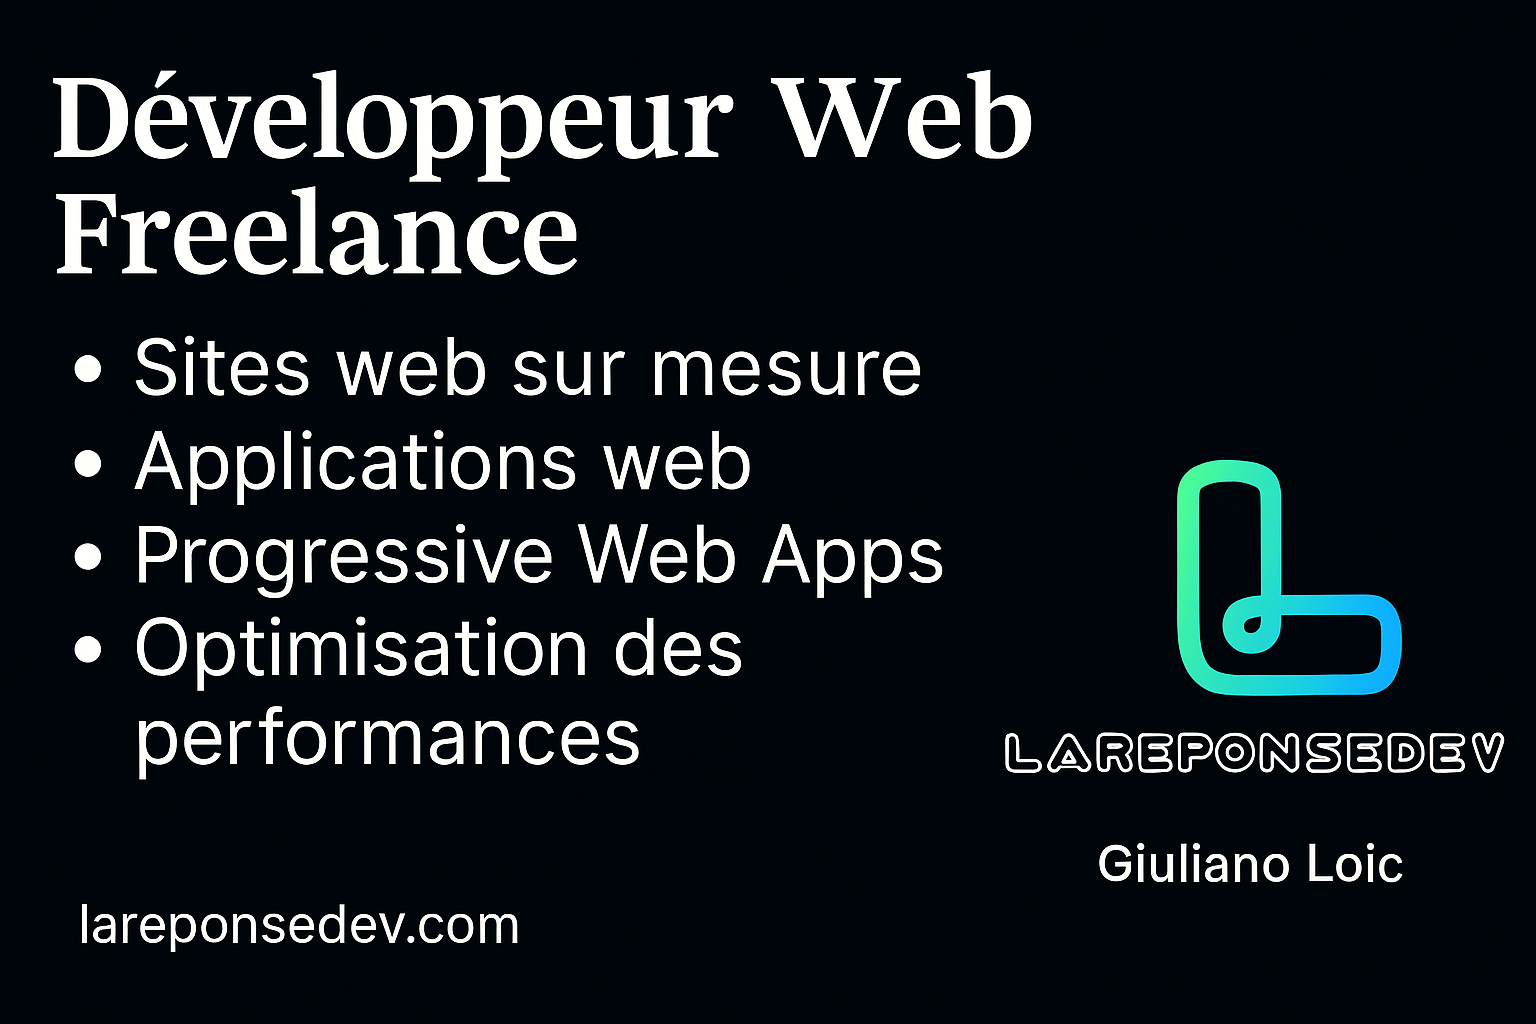 Développeur Web
Freelance
• Sites web sur mesure
• Applications web
• Progressive Web Apps
• Optimisation des
performances
LAREPONSEDEV
Giuliano Loic
lareponsedev.com